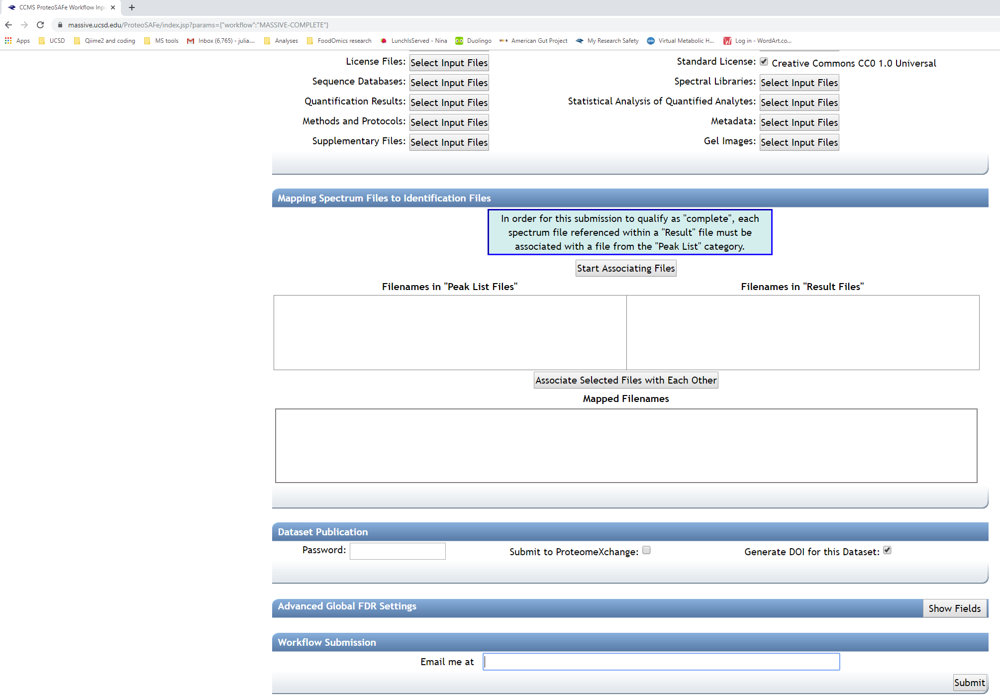 CCMS ProteoSAFe Workflow Inpu
massive.ucsd.edu/ProteoSAFe/index.jsp?params={"workflow":"MASSIVE-COMPLETE"}
Apps UCSD Qiime2 and coding MS tools Inbox (6,765) - julia.... Analyses FoodOmics research LunchIsServed - Nina Duolingo American Gut Project My Research Safety VMH Virtual Metabolic H... W Log in - WordArt.co...
License Files: Select Input Files Standard License: Creative Commons CC0 1.0 Universal
Sequence Databases: Select Input Files Spectral Libraries: Select Input Files
Quantification Results: Select Input Files Statistical Analysis of Quantified Analytes: Select Input Files
Methods and Protocols: Select Input Files Metadata: Select Input Files
Supplementary Files: Select Input Files Gel Images: Select Input Files
Mapping Spectrum Files to Identification Files
In order for this submission to qualify as "complete", each
spectrum file referenced within a "Result" file must be
associated with a file from the "Peak List" category.
Start Associating Files
Filenames in "Peak List Files" Filenames in "Result Files"
Associate Selected Files with Each Other
Mapped Filenames
Dataset Publication
Password: Submit to ProteomeXchange: Generate DOI for this Dataset:
Advanced Global FDR Settings Show Fields
Workflow Submission
Email me at
Submit